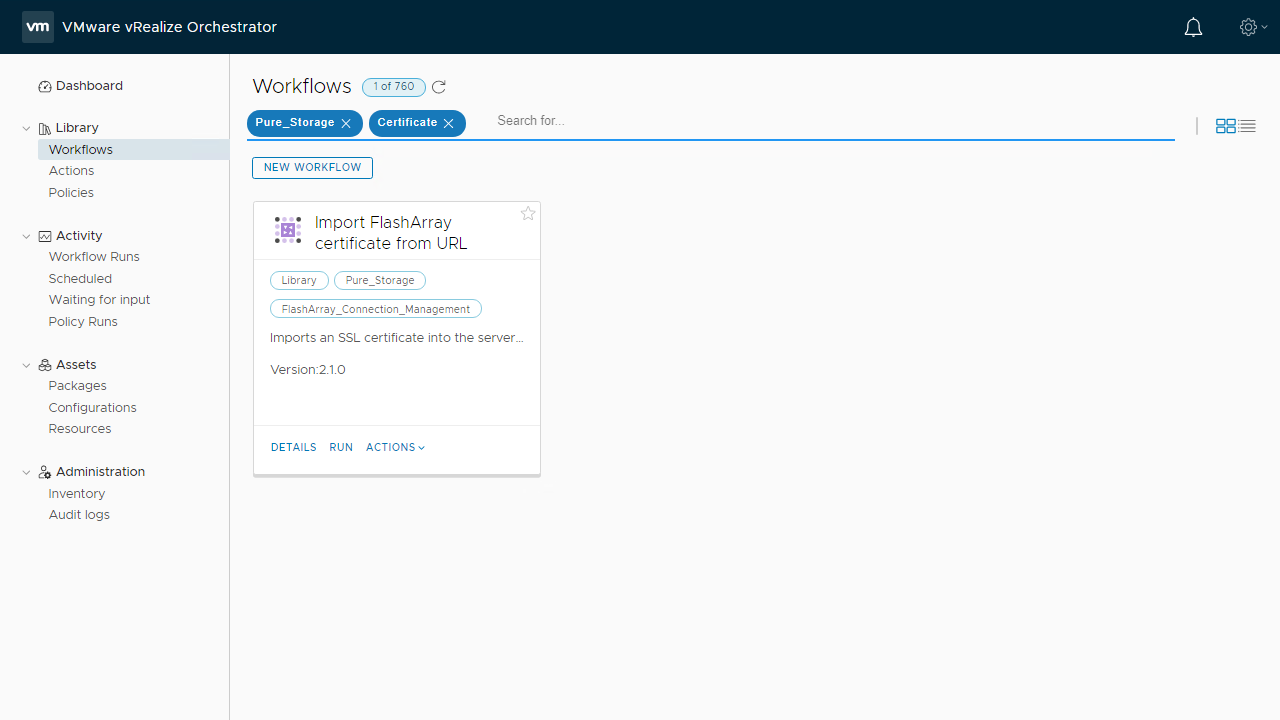 vm VMware vRealize Orchestrator
Dashboard
Library
Workflows
Actions
Policies
Activity
Workflow Runs
Scheduled
Waiting for input
Policy Runs
Assets
Packages
Configurations
Resources
Administration
Inventory
Audit logs
Workflows 1 of 760
Pure_Storage Certificate Search for...
NEW WORKFLOW
Import FlashArray
certificate from URL
Library Pure_Storage
FlashArray_Connection_Management
Imports an SSL certificate into the server...
Version:2.1.0
DETAILS RUN ACTIONS